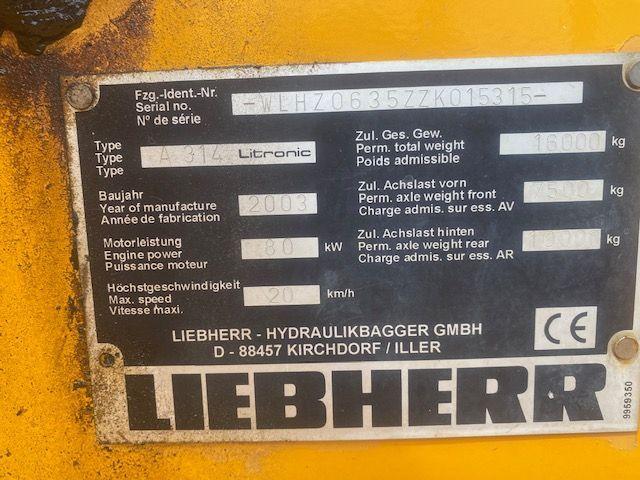 Fzg.-Ident.-Nr.
Serial no.
N° de série
-WLHZ0635ZZK015315-
Type
Type
Type
A 314 Litronic
Baujahr
Year of manufacture
Année de fabrication
2003
Motorleistung
Engine power
Puissance moteur
80 kW
Höchstgeschwindigkeit
Max. speed
Vitesse maxi.
20 km/h
Zul. Ges. Gew.
Perm. total weight
Poids admissible
16000 kg
Zul. Achslast vorn
Perm. axle weight front
Charge admis. sur ess. AV
7500 kg
Zul. Achslast hinten
Perm. axle weight rear
Charge admis. sur ess. AR
kg
LIEBHERR - HYDRAULIKBAGGER GMBH
D - 88457 KIRCHDORF / ILLER
CE
LIEBHERR
9959350